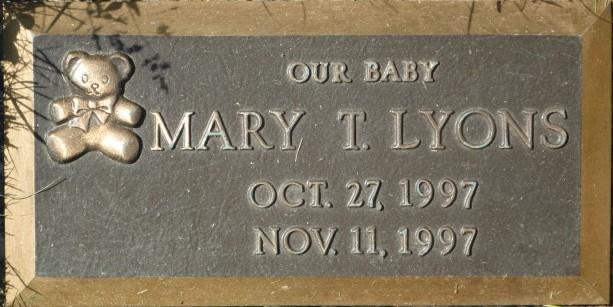 OUR BABY
MARY T. LYONS
OCT. 27, 1997
NOV. 11, 1997